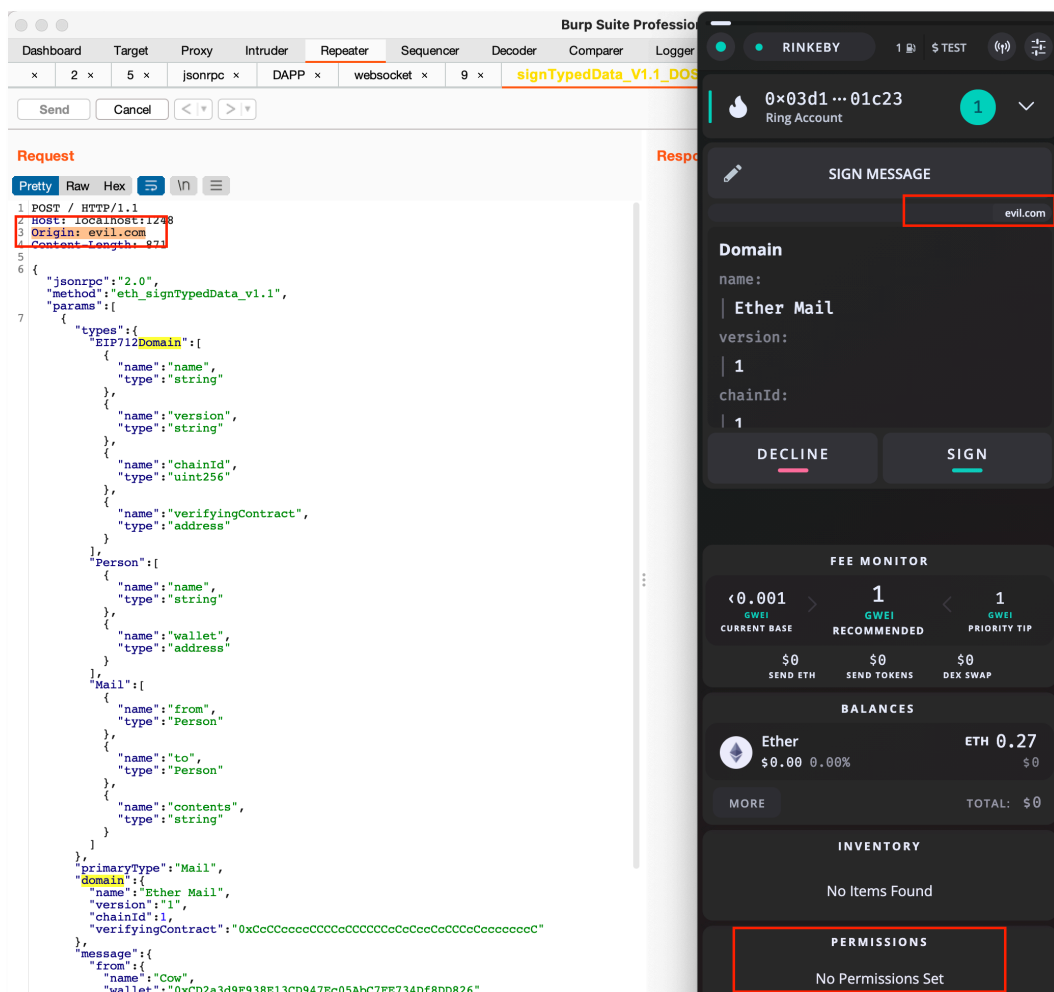 Burp Suite Profession
Dashboard Target Proxy Intruder Repeater Sequencer Decoder Comparer Logger
× 2 × 5 × jsonrpc × DAPP × websocket × 9 × signTypedData_V1.1_DOS
Send Cancel < >
Request
Respo
Pretty Raw Hex \n
1 POST / HTTP/1.1
2 Host: localhost:1248
3 Origin: evil.com
4 Content-Length: 871
5
6 {
"jsonrpc":"2.0",
"method":"eth_signTypedData_v1.1",
"params":[
7 {
"types":{
"EIP712Domain":[
{
"name":"name",
"type":"string"
},
{
"name":"version",
"type":"string"
},
{
"name":"chainId",
"type":"uint256"
},
{
"name":"verifyingContract",
"type":"address"
}
],
"Person":[
{
"name":"name",
"type":"string"
},
{
"name":"wallet",
"type":"address"
}
],
"Mail":[
{
"name":"from",
"type":"Person"
},
{
"name":"to",
"type":"Person"
},
{
"name":"contents",
"type":"string"
}
]
},
"primaryType":"Mail",
"domain":{
"name":"Ether Mail",
"version":"1",
"chainId":1,
"verifyingContract":"0xCcCCccccCCCCcCCCCCCcCcCccCcCCCcCcccccccC"
},
"message":{
"from":{
"name":"Cow",
"wallet":"0xCD2a3d9F938E13CD947Ec05AbC7FE734Df8DD826"
RINKEBY 1 $ TEST
0×03d1···01c23
Ring Account
1
SIGN MESSAGE
evil.com
Domain
name:
Ether Mail
version:
1
chainId:
1
DECLINE SIGN
FEE MONITOR
‹0.001 1 1
GWEI GWEI GWEI
CURRENT BASE RECOMMENDED PRIORITY TIP
$0 $0 $0
SEND ETH SEND TOKENS DEX SWAP
BALANCES
Ether ETH 0.27
$0.00 0.00% $0
MORE TOTAL: $0
INVENTORY
No Items Found
PERMISSIONS
No Permissions Set